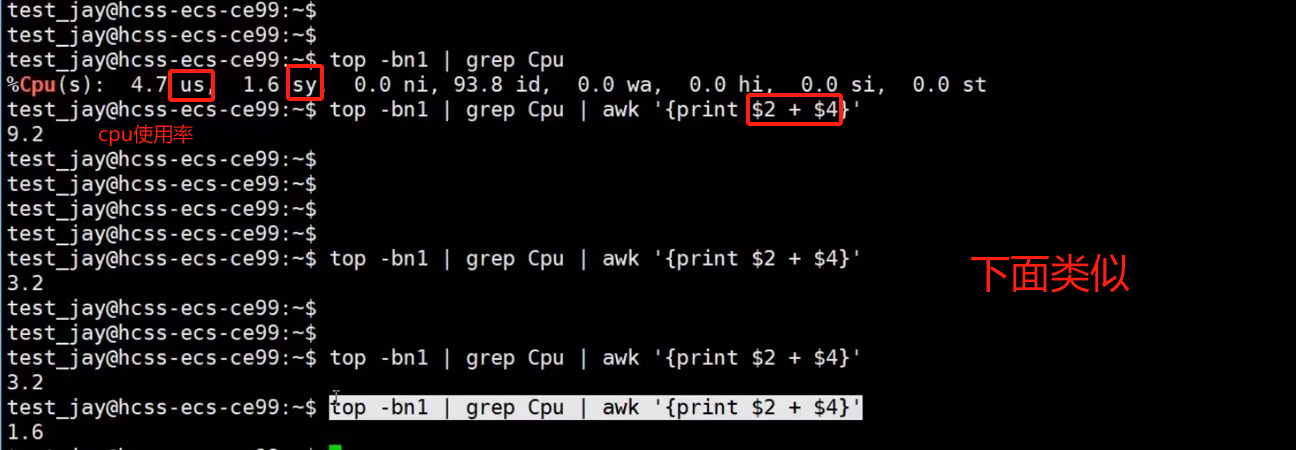 test_jay@hcss-ecs-ce99:~$
test_jay@hcss-ecs-ce99:~$
test_jay@hcss-ecs-ce99:~$ top -bn1 | grep Cpu
%Cpu(s):  4.7 us,  1.6 sy,  0.0 ni, 93.8 id,  0.0 wa,  0.0 hi,  0.0 si,  0.0 st
test_jay@hcss-ecs-ce99:~$ top -bn1 | grep Cpu | awk '{print $2 + $4}'
9.2
cpu使用率
test_jay@hcss-ecs-ce99:~$
test_jay@hcss-ecs-ce99:~$
test_jay@hcss-ecs-ce99:~$
test_jay@hcss-ecs-ce99:~$
test_jay@hcss-ecs-ce99:~$ top -bn1 | grep Cpu | awk '{print $2 + $4}'
下面类似
3.2
test_jay@hcss-ecs-ce99:~$
test_jay@hcss-ecs-ce99:~$
test_jay@hcss-ecs-ce99:~$ top -bn1 | grep Cpu | awk '{print $2 + $4}'
3.2
test_jay@hcss-ecs-ce99:~$ top -bn1 | grep Cpu | awk '{print $2 + $4}'
1.6